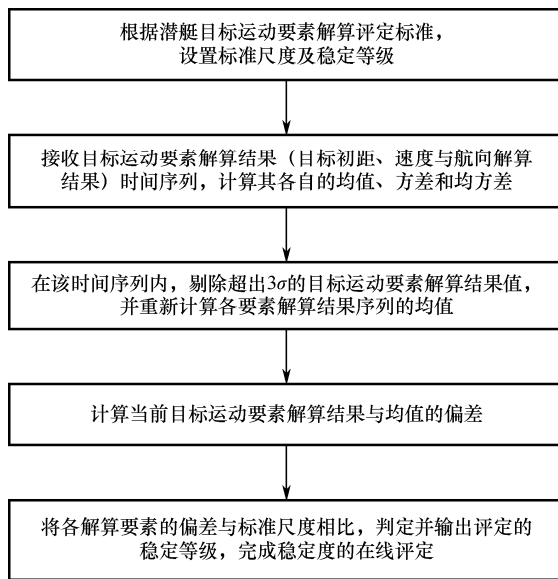 根据潜艇目标运动要素解算评定标准，
设置标准尺度及稳定等级
接收目标运动要素解算结果（目标初距、速度与航向解算
结果）时间序列，计算其各自的均值、方差和均方差
在该时间序列内，剔除超出3σ的目标运动要素解算结果值，
并重新计算各要素解算结果序列的均值
计算当前目标运动要素解算结果与均值的偏差
将各解算要素的偏差与标准尺度相比，判定并输出评定的
稳定等级，完成稳定度的在线评定